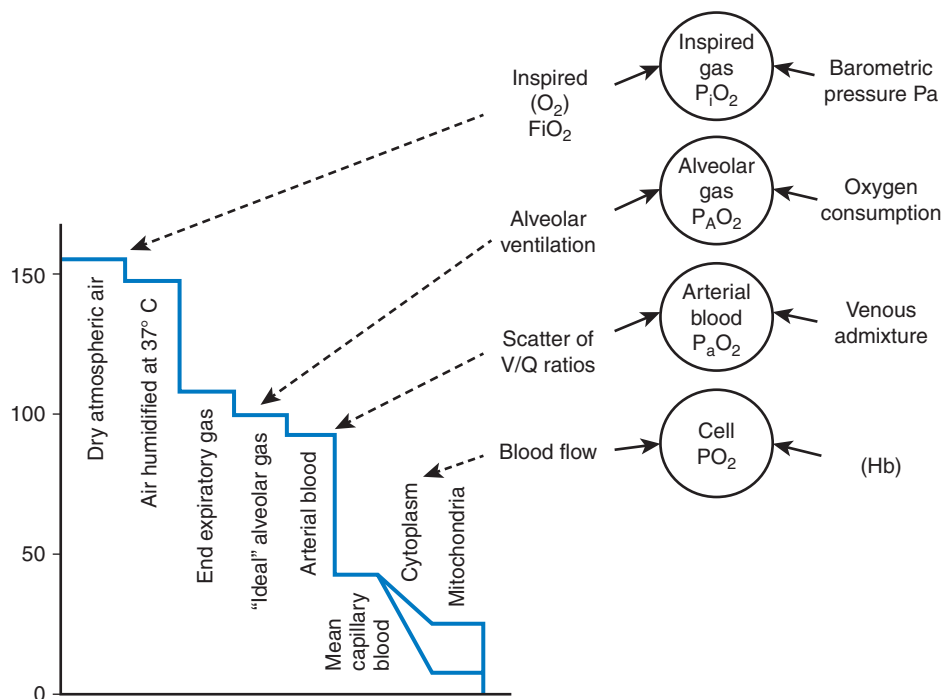 Inspired
(O₂)
FiO₂
Inspired
gas
PᵢO₂
Barometric
pressure Pa
Alveolar
ventilation
Alveolar
gas
P_AO₂
Oxygen
consumption
Scatter of
V/Q ratios
Arterial
blood
PₐO₂
Venous
admixture
Blood flow
Cell
PO₂
(Hb)
150
100
50
0
Dry atmospheric air
Air humidified at 37° C
End expiratory gas
“Ideal” alveolar gas
Arterial blood
Mean
capillary
blood
Cytoplasm
Mitochondria